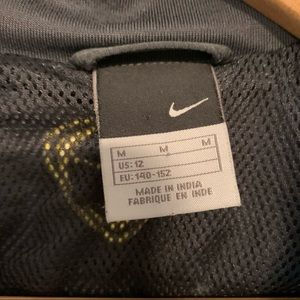 M M M
US: 12
EU: 140-152
MADE IN INDIA
FABRIQUE EN INDE